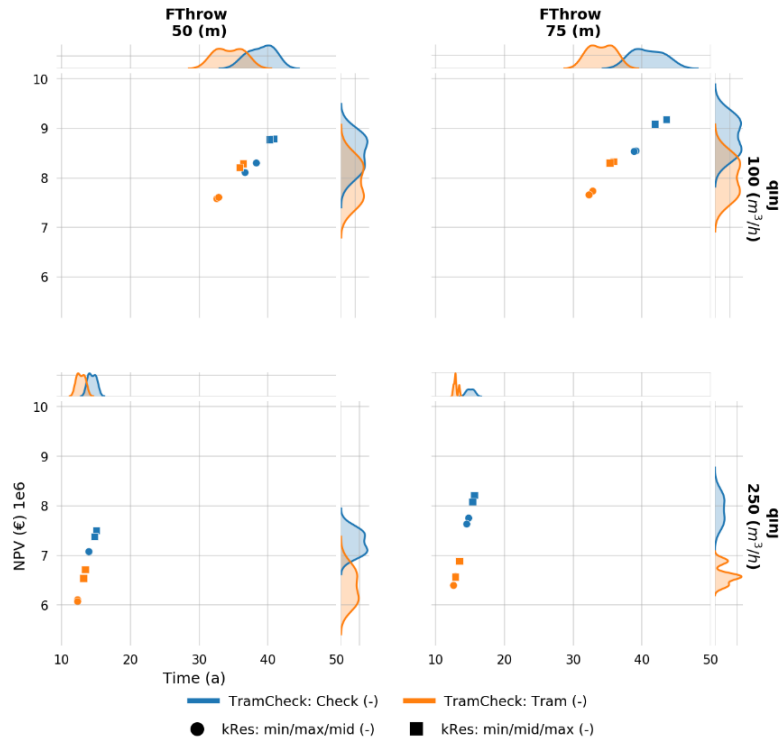 FThrow
50 (m)
FThrow
75 (m)
10
9
8
7
6
qinj
100 (m³/h)
10
9
8
7
6
NPV (€) 1e6
qinj
250 (m³/h)
10 20 30 40 50
10 20 30 40 50
Time (a)
TramCheck: Check (-) TramCheck: Tram (-)
kRes: min/max/mid (-) kRes: min/mid/max (-)